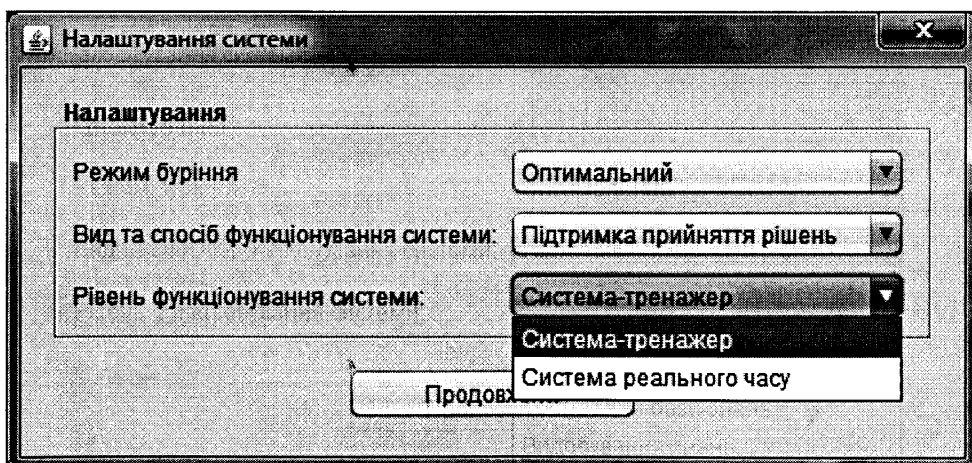 Налаштування системи
Налаштування
Режим буріння Оптимальний
Вид та спосіб функціонування системи: Підтримка прийняття рішень
Рівень функціонування системи: Система-тренажер
Система-тренажер
Система реального часу